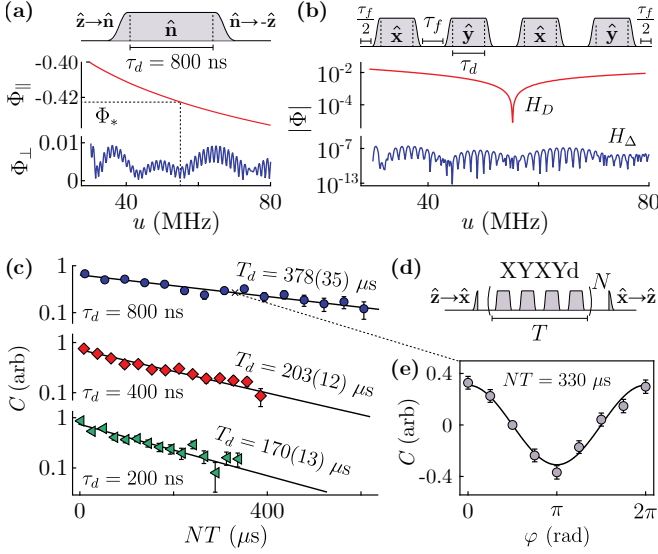 (a)
ẑ→n̂
n̂
n̂→-ẑ
τ_d = 800 ns
-0.40
-0.42
Φ_∥
Φ_*
0.01
0
Φ_⊥
40
60
80
u (MHz)
(b)
τ_f/2
x̂
τ_f
ŷ
x̂
ŷ
τ_f/2
τ_d
10⁻²
10⁻⁴
|Φ̄|
H_D
H_Δ
10⁻⁷
10⁻¹³
40
60
80
u (MHz)
(c)
1
0.1
T_d = 378(35) μs
τ_d = 800 ns
1
0.1
T_d = 203(12) μs
τ_d = 400 ns
1
0.1
T_d = 170(13) μs
τ_d = 200 ns
C (arb)
0
400
NT (μs)
(d)
XYXYd
N
ẑ→x̂
x̂→ẑ
T
(e)
NT = 330 μs
0.4
0
-0.4
C (arb)
0
π
2π
φ (rad)